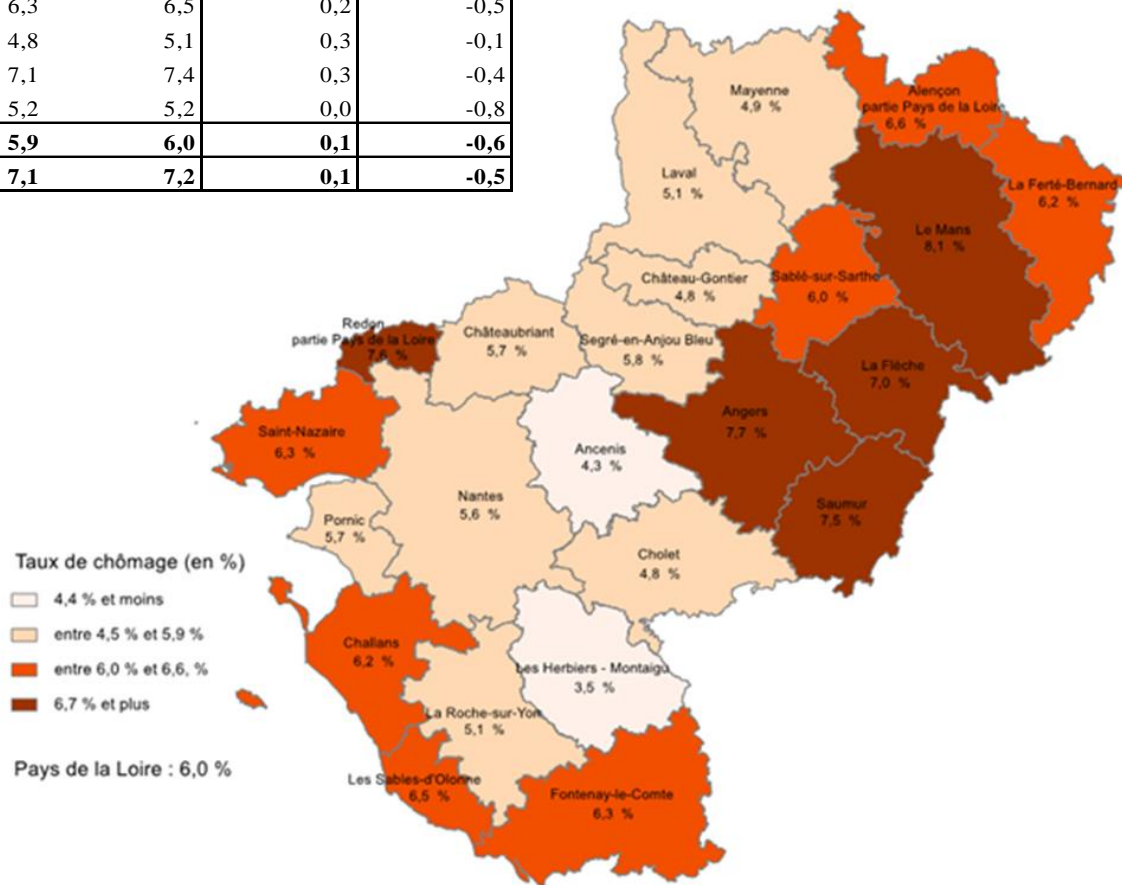 6,3 6,5 0,2 -0,5
4,8 5,1 0,3 -0,1
7,1 7,4 0,3 -0,4
5,2 5,2 0,0 -0,8
5,9 6,0 0,1 -0,6
7,1 7,2 0,1 -0,5
Mayenne
4,9 %
Alençon
partie Pays de la Loire
6,6 %
Laval
5,1 %
La Ferté-Bernard
6,2 %
Le Mans
8,1 %
Château-Gontier
4,8 %
Sablé-sur-Sarthe
6,0 %
Redon
partie Pays de la Loire
7,6 %
Châteaubriant
5,7 %
Segré-en-Anjou Bleu
5,8 %
La Flèche
7,0 %
Angers
7,7 %
Saint-Nazaire
6,3 %
Ancenis
4,3 %
Nantes
5,6 %
Saumur
7,5 %
Pornic
5,7 %
Cholet
4,8 %
Taux de chômage (en %)
4,4 % et moins
entre 4,5 % et 5,9 %
entre 6,0 % et 6,6, %
6,7 % et plus
Pays de la Loire : 6,0 %
Challans
6,2 %
Les Herbiers - Montaigu
3,5 %
La Roche-sur-Yon
5,1 %
Les Sables-d'Olonne
6,5 %
Fontenay-le-Comte
6,3 %